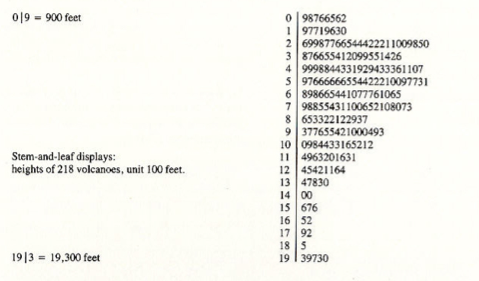 0|9 = 900 feet
0 | 98766562
1 | 97719630
2 | 69987766544422211009850
3 | 876655412099551426
4 | 9998844331929433361107
5 | 97666666554422210097731
6 | 898665441077761065
7 | 98855431100652108073
8 | 653322122937
9 | 377655421000493
10 | 0984433165212
Stem-and-leaf displays:
11 | 4963201631
heights of 218 volcanoes, unit 100 feet.
12 | 45421164
13 | 47830
14 | 00
15 | 676
16 | 52
17 | 92
18 | 5
19|3 = 19,300 feet
19 | 39730